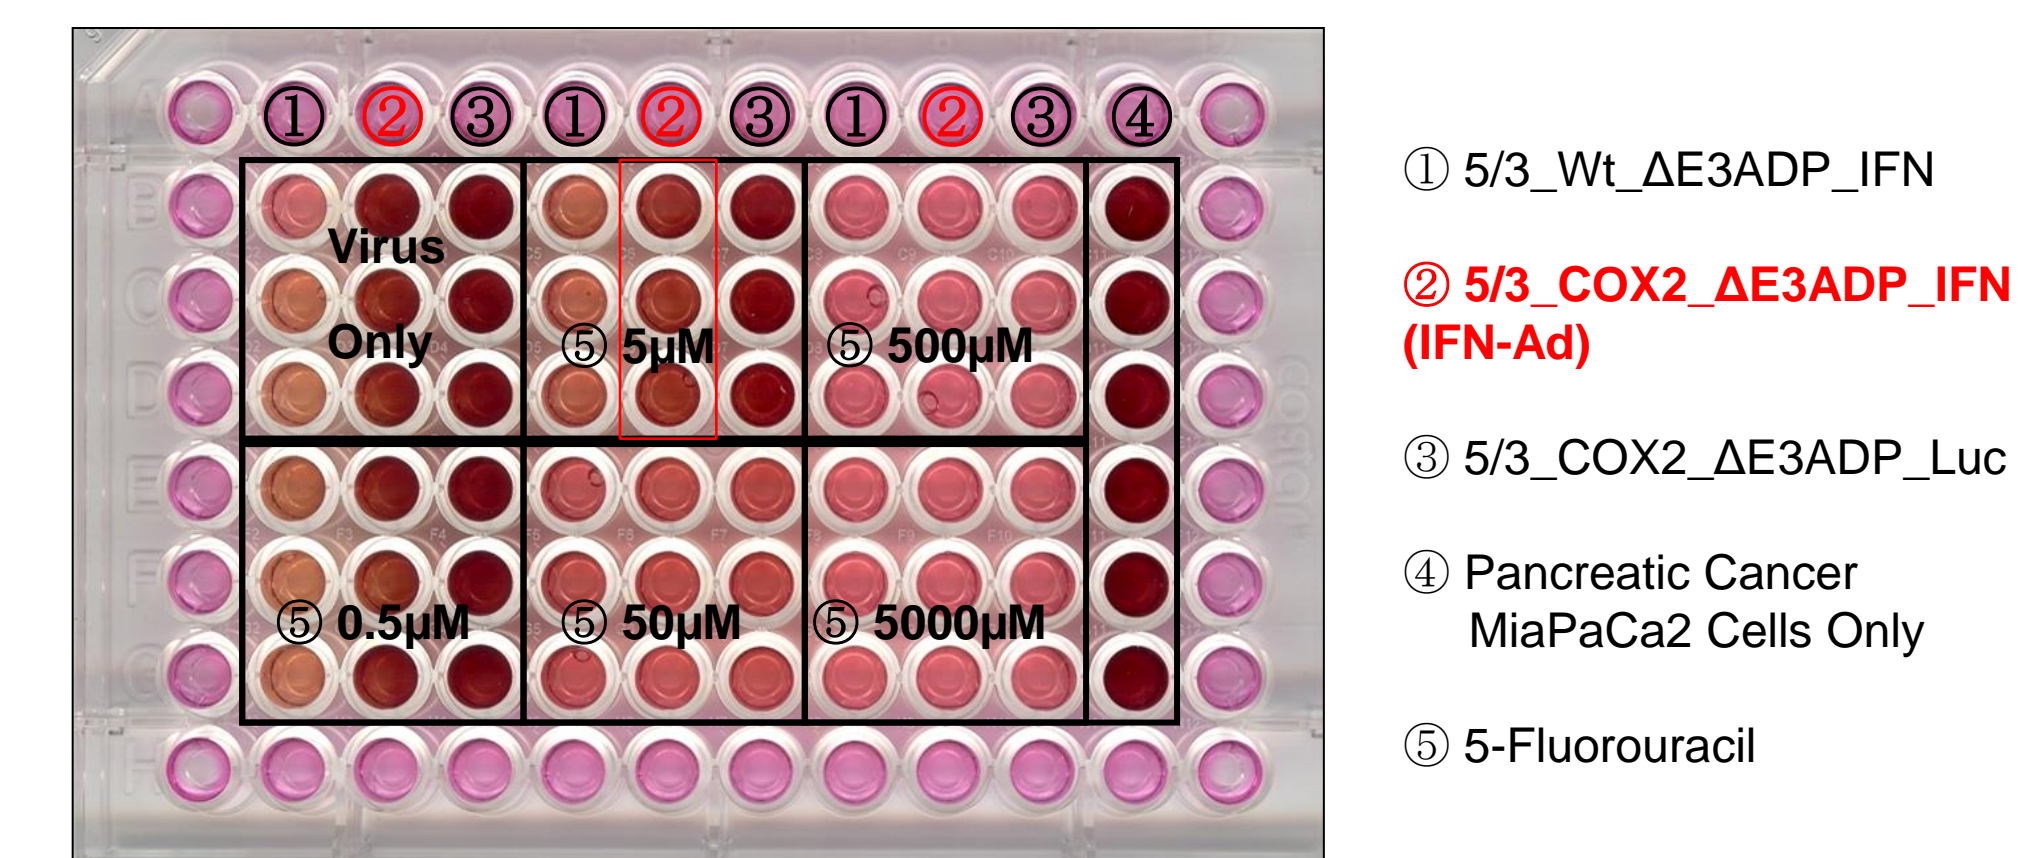 ① ② ③ ① ② ③ ① ② ③ ④
Virus
Only
⑤ 5µM
⑤ 500µM
⑤ 0.5µM
⑤ 50µM
⑤ 5000µM
① 5/3_Wt_ΔE3ADP_IFN
② 5/3_COX2_ΔE3ADP_IFN
(IFN-Ad)
③ 5/3_COX2_ΔE3ADP_Luc
④ Pancreatic Cancer
MiaPaCa2 Cells Only
⑤ 5-Fluorouracil